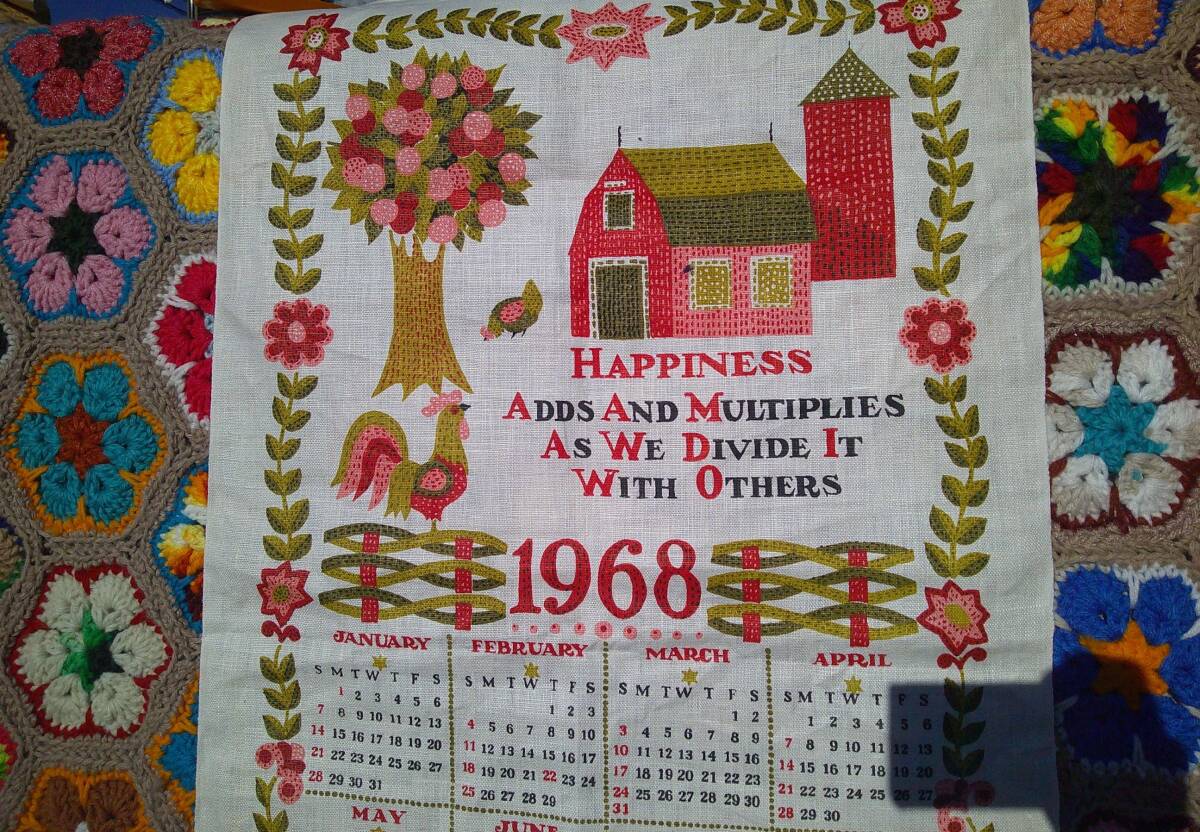 HAPPINESS
ADDS AND MULTIPLIES
AS WE DIVIDE IT
WITH OTHERS
1968
JANUARY
S M T W T F S
1 2 3 4 5 6
7 8 9 10 11 12 13
14 15 16 17 18 19 20
21 22 23 24 25 26 27
28 29 30 31
FEBRUARY
S M T W T F S
1 2 3
4 5 6 7 8 9 10
11 12 13 14 15 16 17
18 19 20 21 22 23 24
25 26 27 28 29
MARCH
S M T W T F S
1 2
3 4 5 6 7 8 9
10 11 12 13 14 15 16
17 18 19 20 21 22 23
24 25 26 27 28 29 30
31
APRIL
S M T W T F S
1 2 3 4 5 6
7 8 9 10 11 12 13
14 15 16 17 18 19 20
21 22 23 24 25 26 27
28 29 30
MAY
JUNE